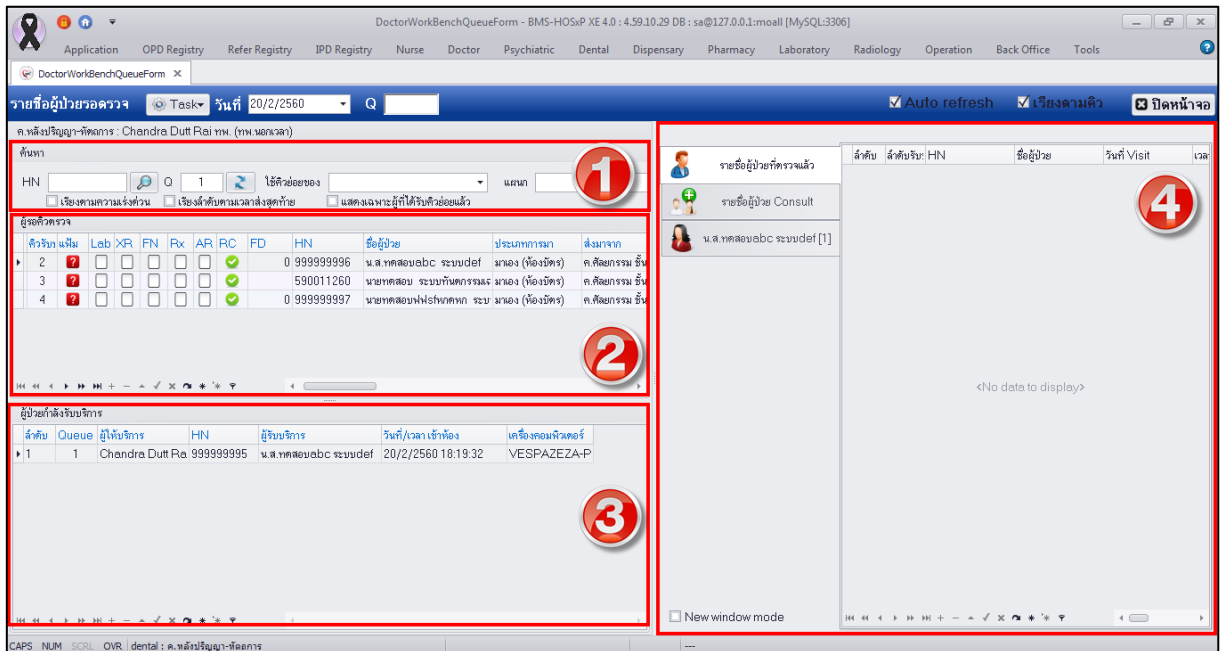 DoctorWorkBenchQueueForm - BMS-HOSxP XE 4.0 : 4.59.10.29 DB : sa@127.0.0.1:moall [MySQL:3306]
Application OPD Registry Refer Registry IPD Registry Nurse Doctor Psychiatric Dental Dispensary Pharmacy Laboratory Radiology Operation Back Office Tools
DoctorWorkBenchQueueForm
รายชื่อผู้ป่วยรอตรวจ Task วันที่ 20/2/2560 Q Auto refresh เรียงตามคิว ปิดหน้าจอ
ค.หลังปริญญา-หัตถการ : Chandra Dutt Rai ทพ. (ทพ.นอกเวลา)
ค้นหา
HN Q 1 ใช้คิวย่อยของ แผนก
เรียงตามความเร่งด่วน เรียงลำดับตามเวลาส่งสุดท้าย แสดงเฉพาะผู้ที่ได้รับคิวย่อยแล้ว
1
ผู้รอคิวตรวจ
คิวรับ แฟ้ม Lab XR FN Rx AR RC FD HN ชื่อผู้ป่วย ประเภทการมา ส่งมาจาก
2 0 999999996 น.ส.ทดสอบabc ระบบdef มาเอง (ห้องบัตร) ค.ศัลยกรรม ชั้น
3 590011260 นายทดสอบ ระบบทันตกรรม มาเอง (ห้องบัตร) ค.ศัลยกรรม ชั้น
4 0 999999997 มาเอง (ห้องบัตร) ค.ศัลยกรรม ชั้น
2
ผู้ป่วยกำลังรับบริการ
ลำดับ Queue ผู้ให้บริการ HN ผู้รับบริการ วันที่/เวลา เข้าห้อง เครื่องคอมพิวเตอร์
1 1 Chandra Dutt Ra 999999995 น.ส.ทดสอบabc ระบบdef 20/2/2560 18:19:32 VESPAZEZA-P
3
รายชื่อผู้ป่วยที่ตรวจแล้ว
รายชื่อผู้ป่วย Consult
น.ส.ทดสอบabc ระบบdef [1]
New window mode
ลำดับ ลำดับรับ: HN ชื่อผู้ป่วย วันที่ Visit เวลา
4
<No data to display>
CAPS NUM SCRL OVR dental : ค.หลังปริญญา-หัตถการ ---